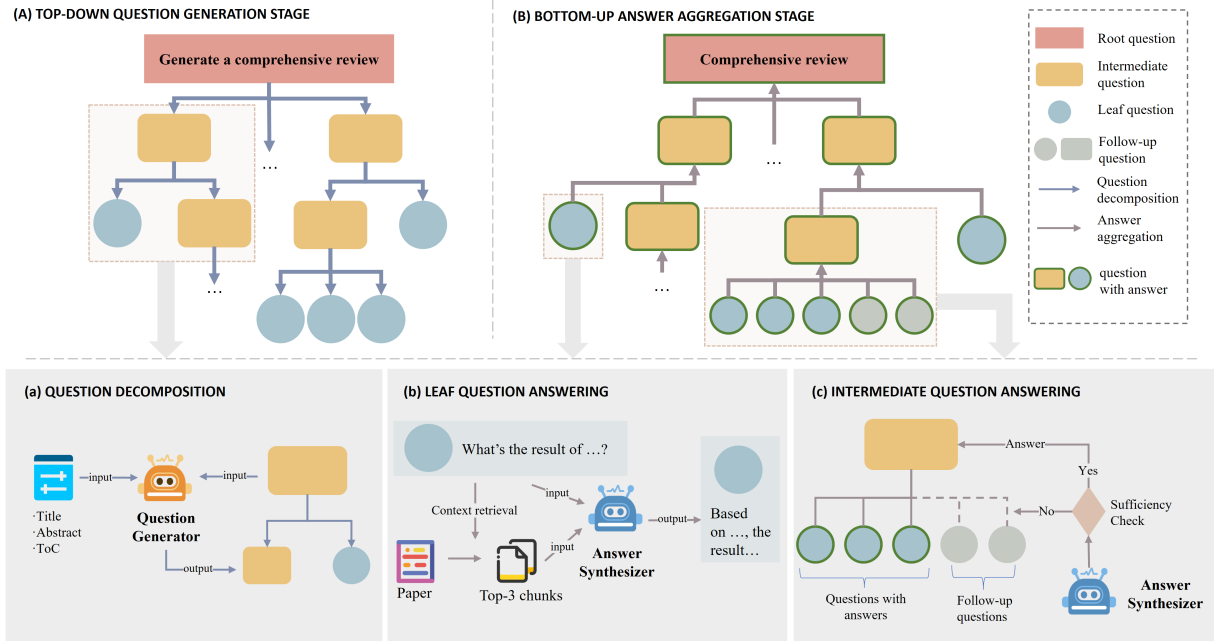 (A) TOP-DOWN QUESTION GENERATION STAGE
Generate a comprehensive review
...
...
(B) BOTTOM-UP ANSWER AGGREGATION STAGE
Comprehensive review
...
...
Root question
Intermediate
question
Leaf question
Follow-up
question
Question
decomposition
Answer
aggregation
question
with answer
(a) QUESTION DECOMPOSITION
input
input
·Title
·Abstract
·ToC
Question
Generator
output
(b) LEAF QUESTION ANSWERING
What's the result of ...?
Context retrieval
input
input
Paper
Top-3 chunks
Answer
Synthesizer
output
Based
on ..., the
result...
(c) INTERMEDIATE QUESTION ANSWERING
Answer
Yes
No
Sufficiency
Check
Questions with
answers
Follow-up
questions
Answer
Synthesizer